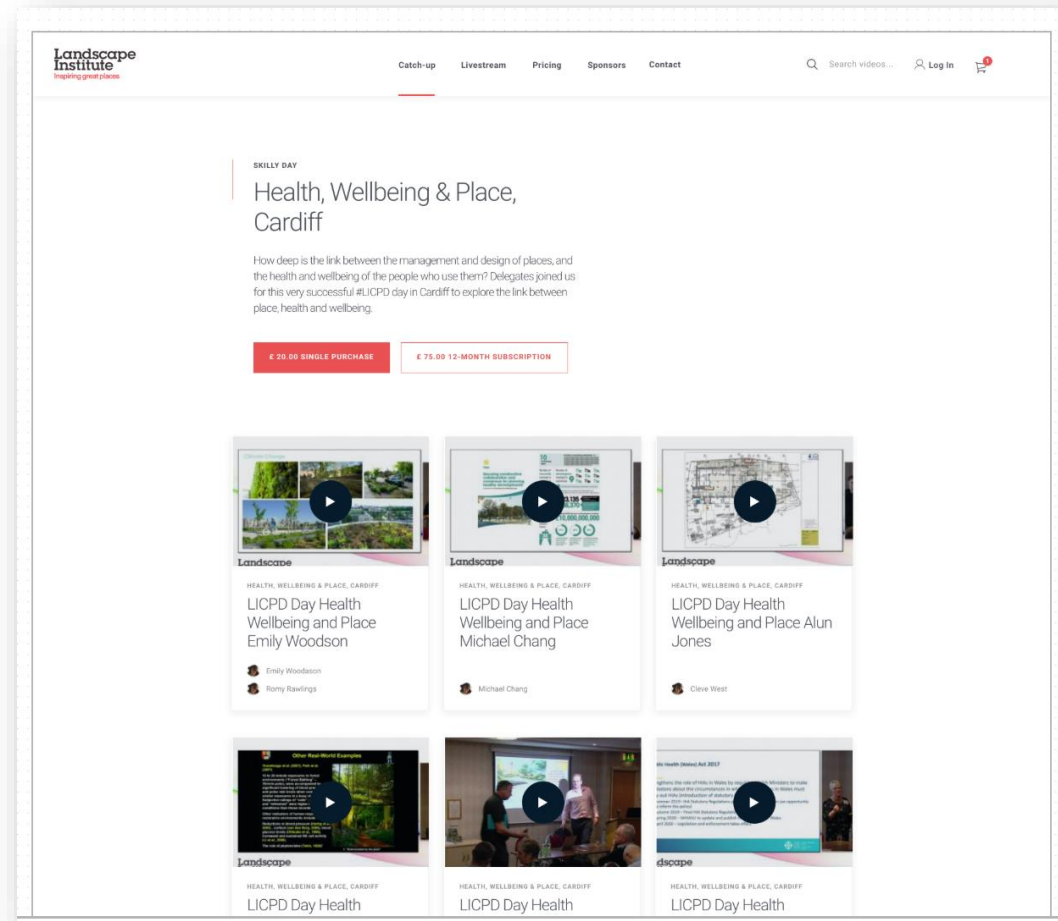 Landscape
Institute
Inspiring great places
Catch-up
Livestream
Pricing
Sponsors
Contact
Search videos...
Log In
SKILLY DAY
Health, Wellbeing & Place,
Cardiff
How deep is the link between the management and design of places, and
the health and wellbeing of the people who use them? Delegates joined us
for this very successful #LICPD day in Cardiff to explore the link between
place, health and wellbeing.
£ 20.00 SINGLE PURCHASE
£ 75.00 12-MONTH SUBSCRIPTION
Landscape
HEALTH, WELLBEING & PLACE, CARDIFF
LICPD Day Health
Wellbeing and Place
Emily Woodson
Emily Woodason
Romy Rawlings
Landscape
HEALTH, WELLBEING & PLACE, CARDIFF
LICPD Day Health
Wellbeing and Place
Michael Chang
Michael Chang
Landscape
HEALTH, WELLBEING & PLACE, CARDIFF
LICPD Day Health
Wellbeing and Place Alun
Jones
Cleve West
Other Real-World Examples
Landscape
HEALTH, WELLBEING & PLACE, CARDIFF
LICPD Day Health
HEALTH, WELLBEING & PLACE, CARDIFF
LICPD Day Health
Health (Wales) Act 2017
dscape
HEALTH, WELLBEING & PLACE, CARDIFF
LICPD Day Health